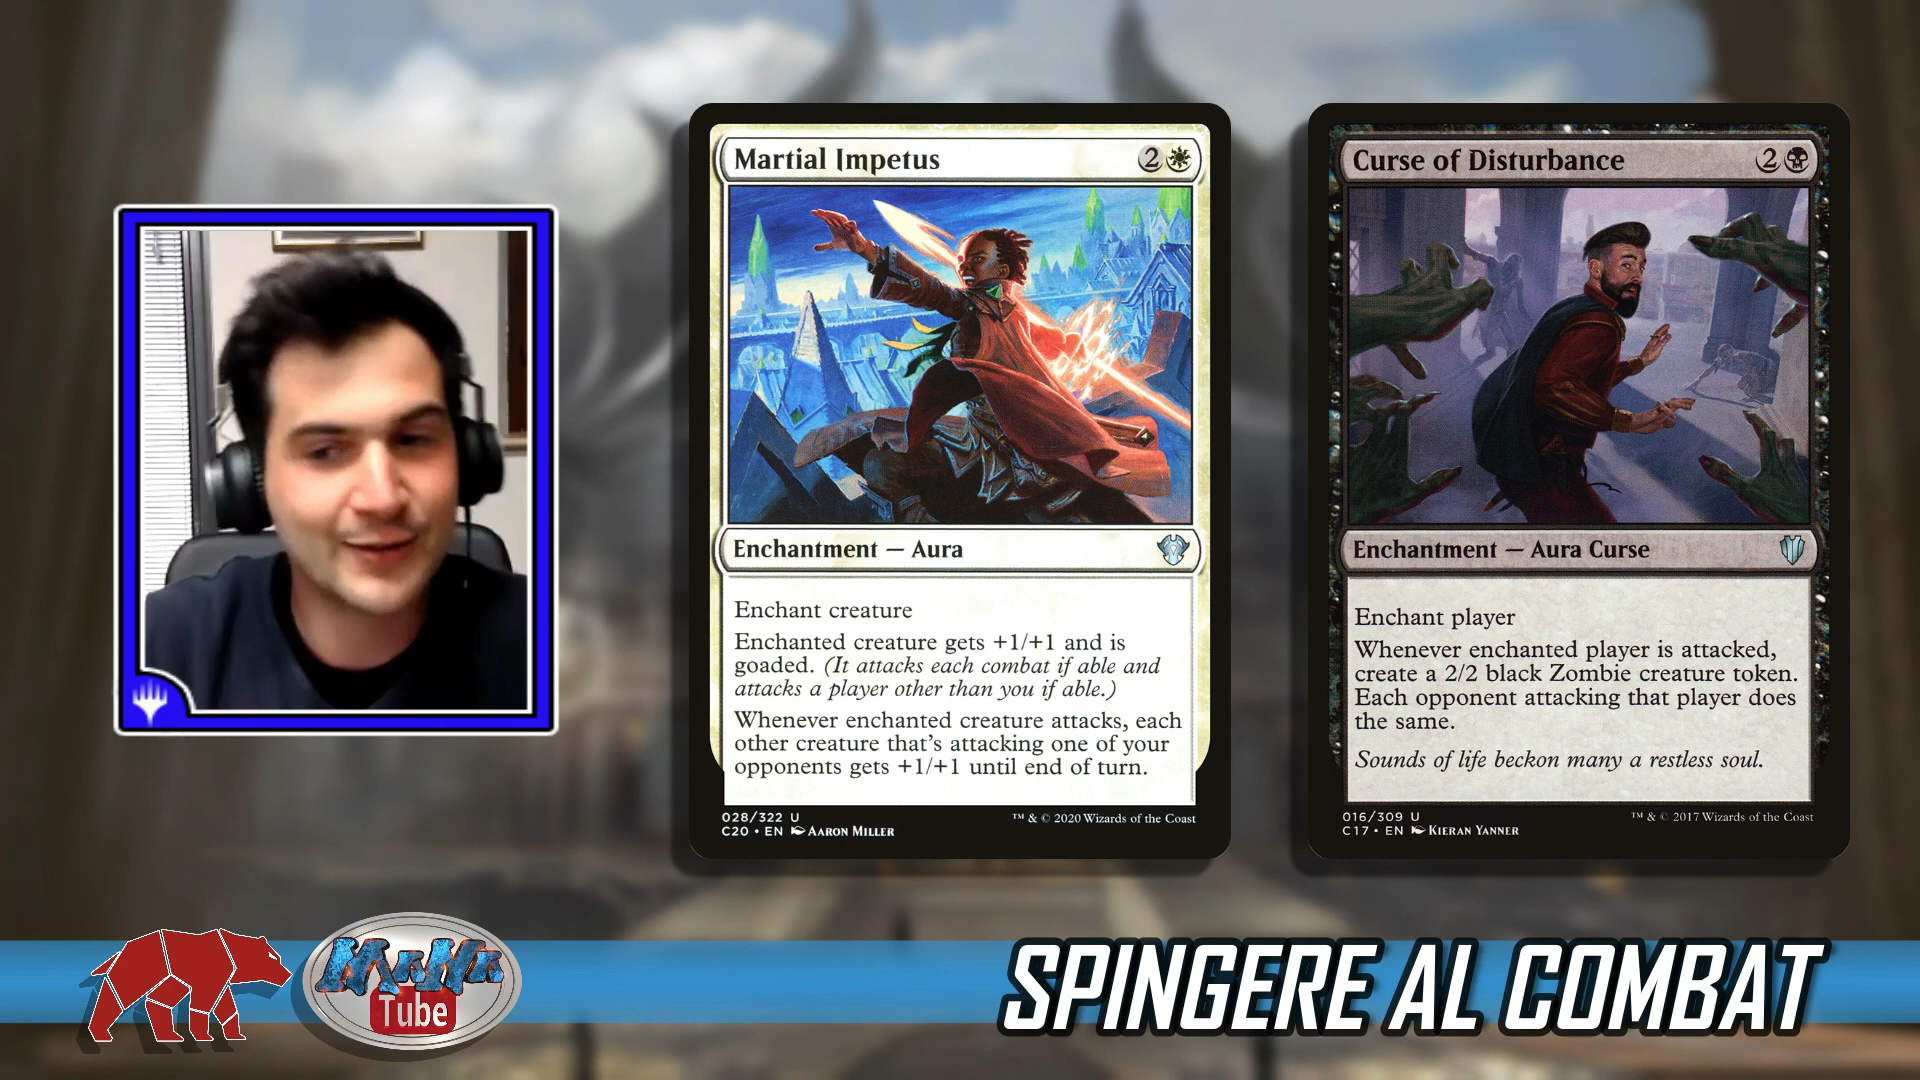 Martial Impetus 2
Enchantment — Aura
Enchant creature
Enchanted creature gets +1/+1 and is
goaded. (It attacks each combat if able and
attacks a player other than you if able.)
Whenever enchanted creature attacks, each
other creature that's attacking one of your
opponents gets +1/+1 until end of turn.
028/322 U
C20 • EN AARON MILLER
™ & © 2020 Wizards of the Coast
Curse of Disturbance 2
Enchantment — Aura Curse
Enchant player
Whenever enchanted player is attacked,
create a 2/2 black Zombie creature token.
Each opponent attacking that player does
the same.
Sounds of life beckon many a restless soul.
016/309 U
C17 • EN KIERAN YANNER
™ & © 2017 Wizards of the Coast
MaNa
Tube
SPINGERE AL COMBAT